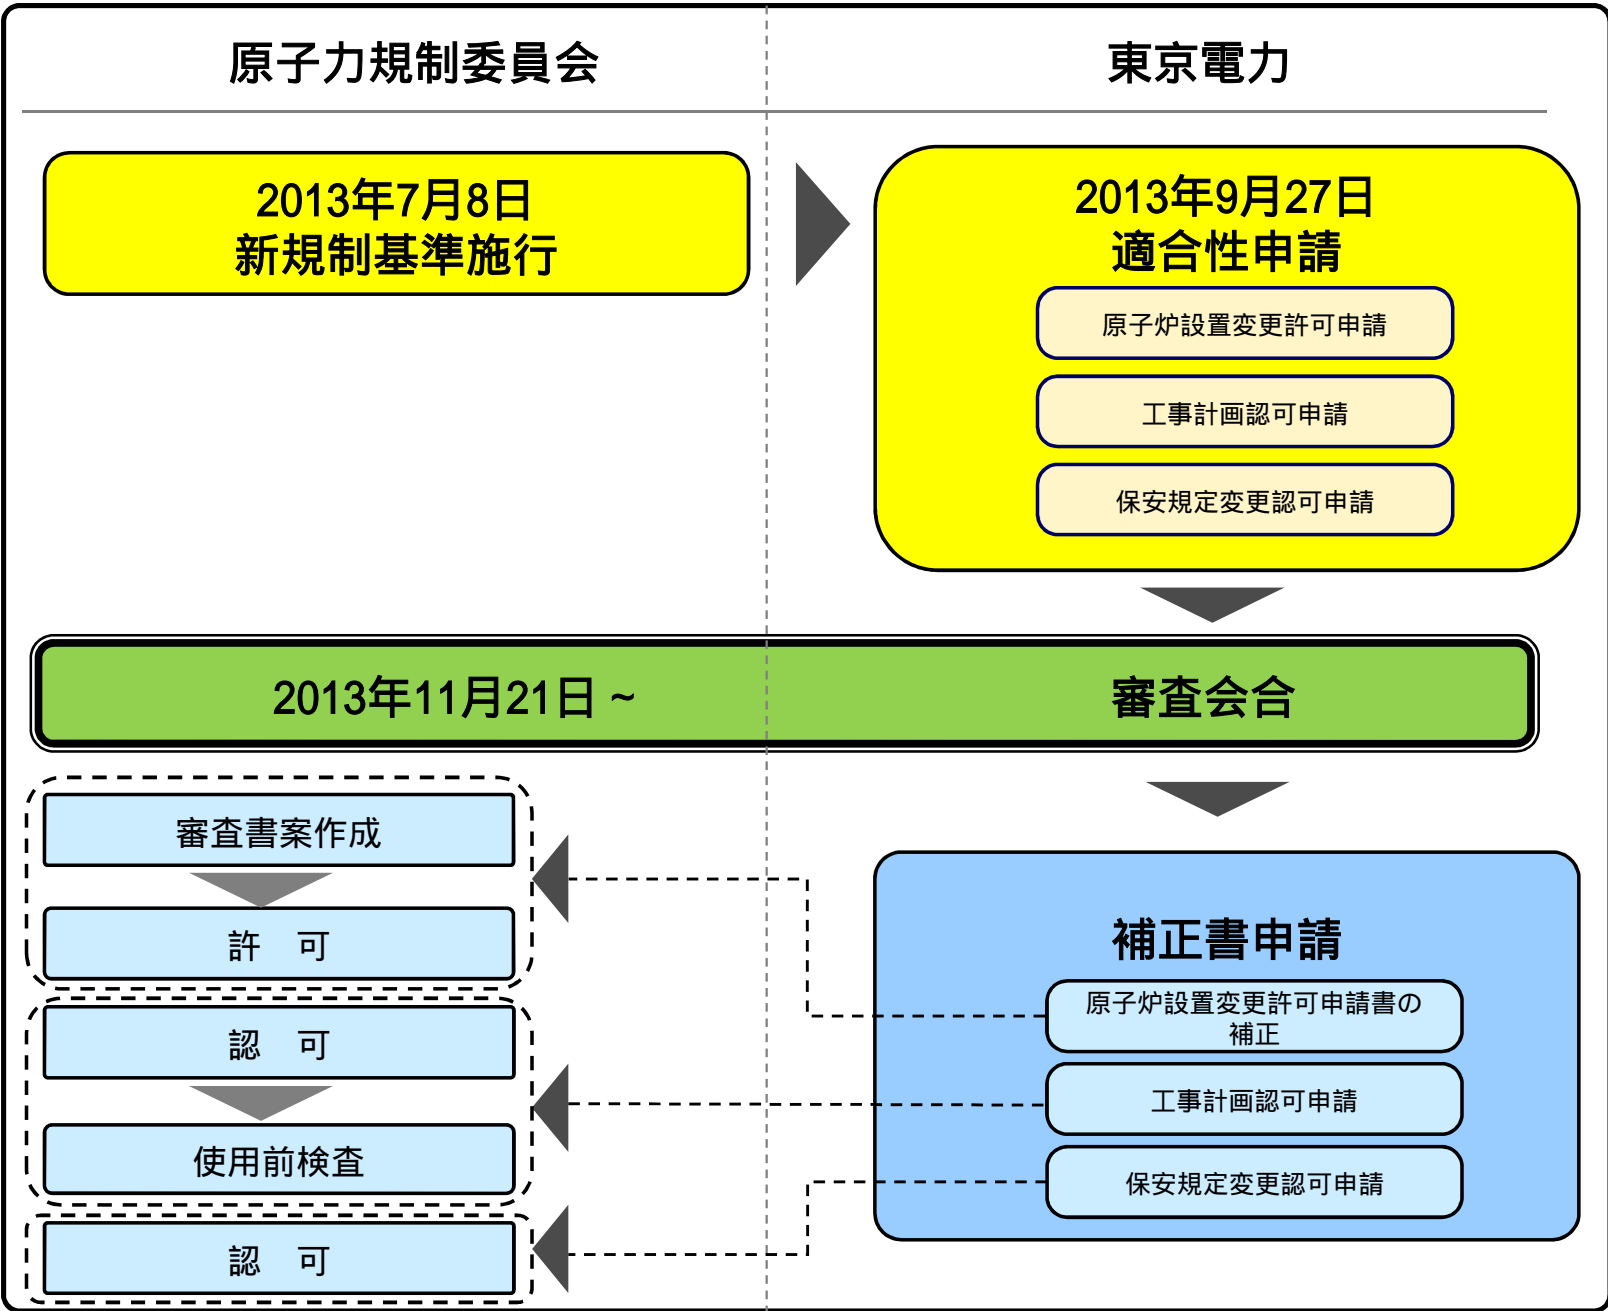 原子力規制委員会
東京電力
2013年7月8日
新規制基準施行
2013年9月27日
適合性申請
原子炉設置変更許可申請
工事計画認可申請
保安規定変更認可申請
2013年11月21日 ~
審査会合
審査書案作成
許　可
認　可
使用前検査
認　可
補正書申請
原子炉設置変更許可申請書の
補正
工事計画認可申請
保安規定変更認可申請